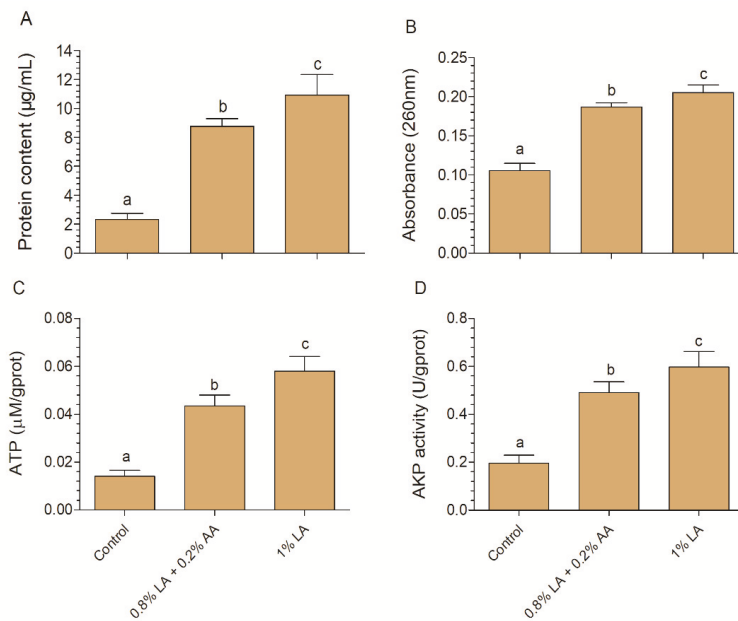 A
Protein content (µg/mL)
14
12
10
8
6
4
2
0
a
b
c
B
Absorbance (260nm)
0.25
0.20
0.15
0.10
0.05
0.00
a
b
c
C
ATP (µM/gprot)
0.08
0.06
0.04
0.02
0.00
a
b
c
Control
0.8% LA + 0.2% AA
1% LA
D
AKP activity (U/gprot)
0.8
0.6
0.4
0.2
0.0
a
b
c
Control
0.8% LA + 0.2% AA
1% LA